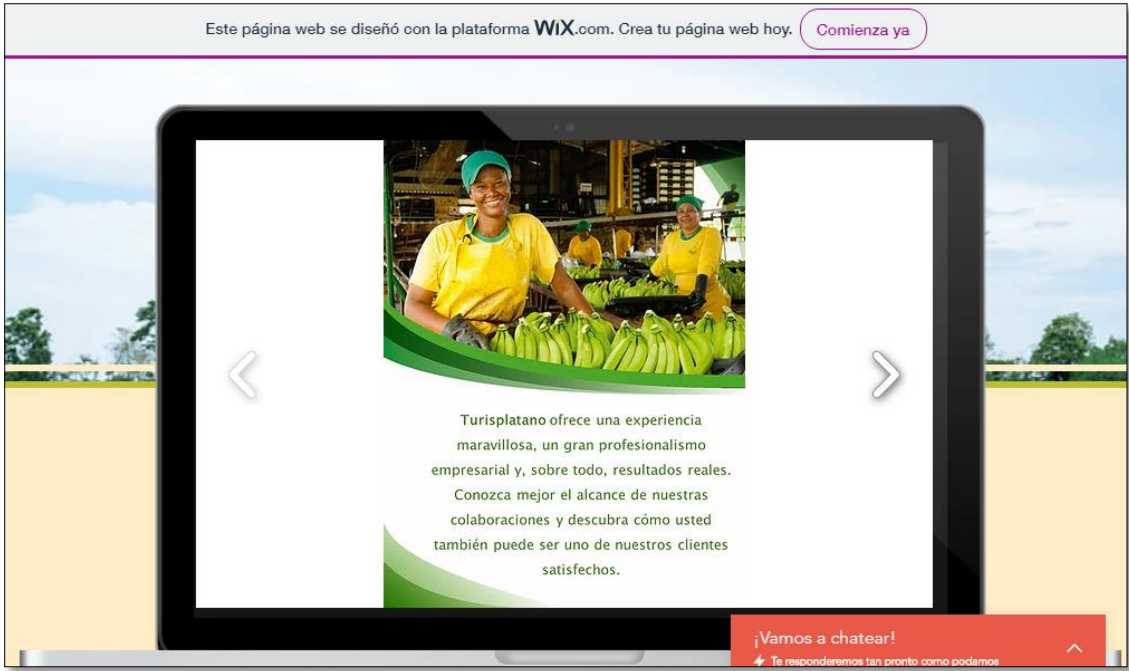 Este página web se diseñó con la plataforma WiX.com. Crea tu página web hoy. Comienza ya
Turisplatano ofrece una experiencia
maravillosa, un gran profesionalismo
empresarial y, sobre todo, resultados reales.
Conozca mejor el alcance de nuestras
colaboraciones y descubra cómo usted
también puede ser uno de nuestros clientes
satisfechos.
¡Vamos a chatear!
Te responderemos tan pronto como podamos